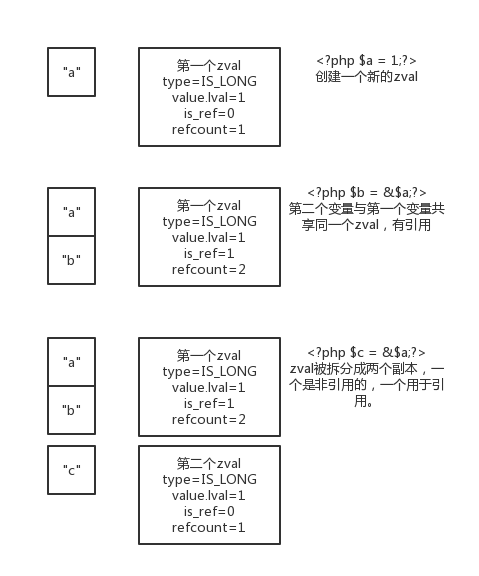 "a"
第一个zval
type=IS_LONG
value.lval=1
is_ref=0
refcount=1
<?php $a = 1;?>
创建一个新的zval
"a"
"b"
第一个zval
type=IS_LONG
value.lval=1
is_ref=1
refcount=2
<?php $b = &$a;?>
第二个变量与第一个变量共
享同一个zval，有引用
"a"
"b"
第一个zval
type=IS_LONG
value.lval=1
is_ref=1
refcount=2
<?php $c = &$a;?>
zval被拆分成两个副本，一
个是非引用的，一个用于引
用。
"c"
第二个zval
type=IS_LONG
value.lval=1
is_ref=0
refcount=1